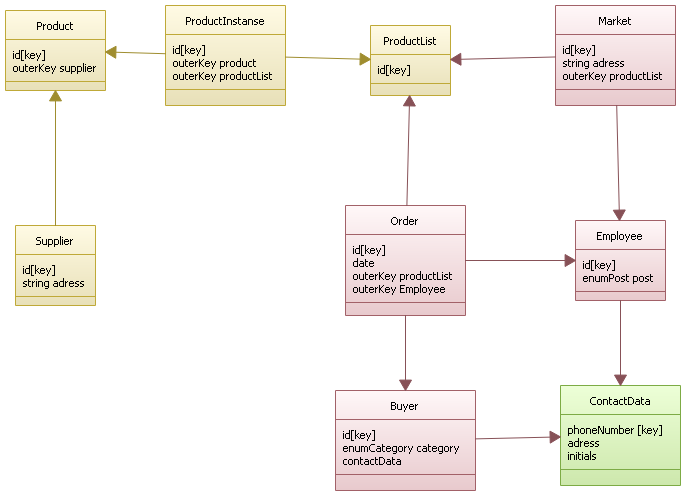 Product
id[key]
outerKey supplier
ProductInstanse
id[key]
outerKey product
outerKey productList
ProductList
id[key]
Market
id[key]
string adress
outerKey productList
Supplier
id[key]
string adress
Order
id[key]
date
outerKey productList
outerKey Employee
Employee
id[key]
enumPost post
Buyer
id[key]
enumCategory category
contactData
ContactData
phoneNumber [key]
adress
initials